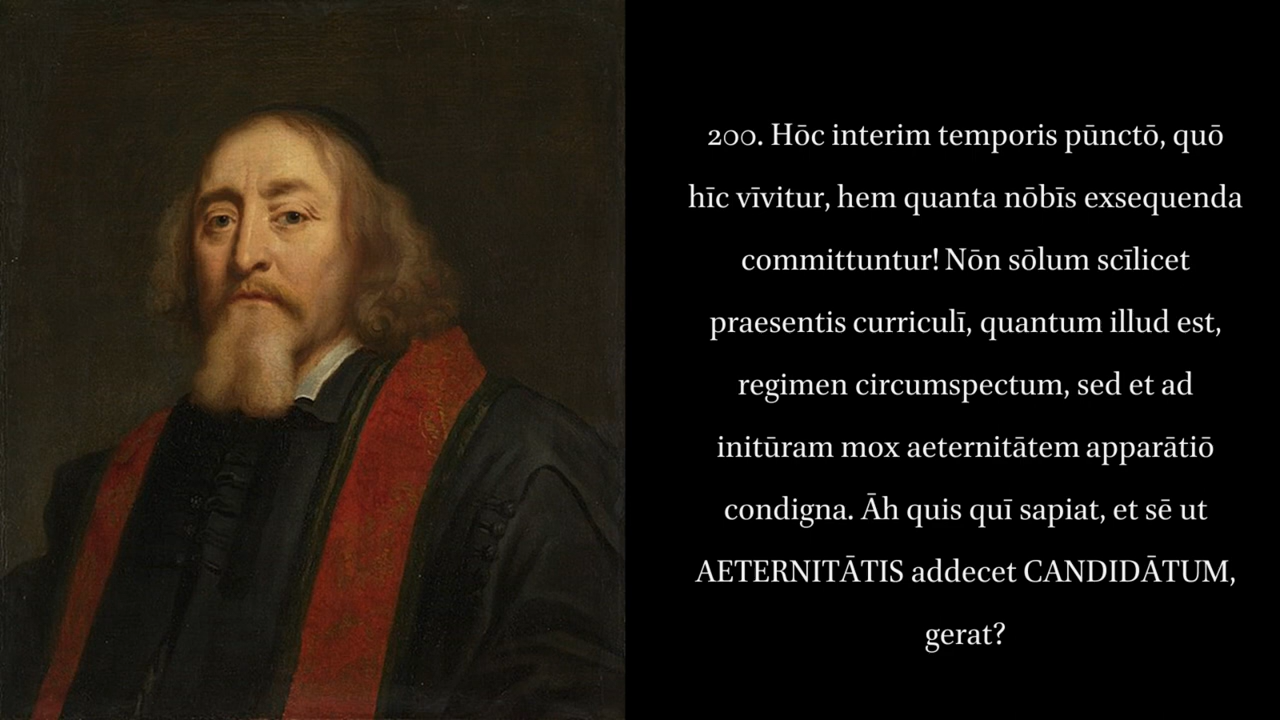 200. Hōc interim temporis pūnctō, quō
hīc vīvitur, hem quanta nōbīs exsequenda
committuntur! Nōn sōlum scīlicet
praesentis curriculī, quantum illud est,
regimen circumspectum, sed et ad
initūram mox aeternitātem apparātiō
condigna. Āh quis quī sapiat, et sē ut
AETERNITĀTIS addecet CANDIDĀTUM,
gerat?